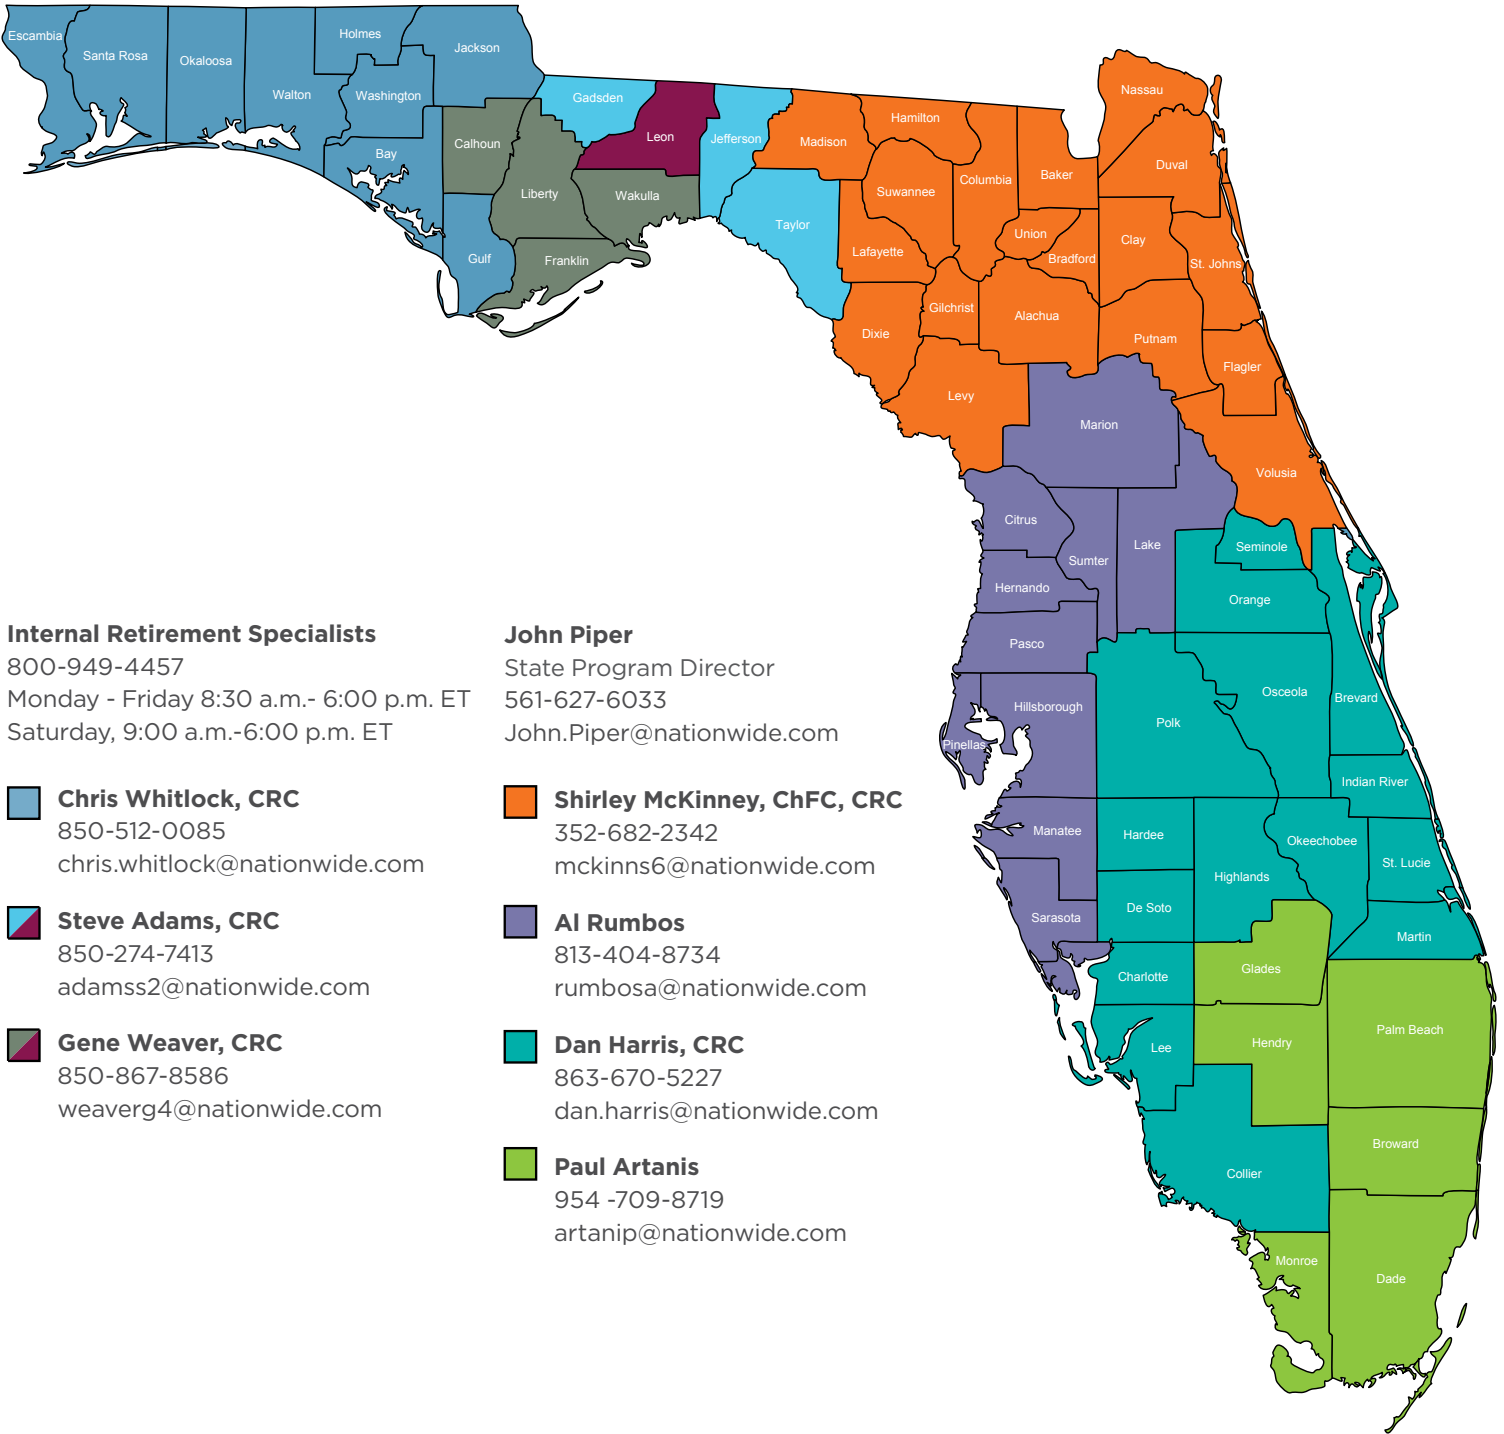 Escambia
Santa Rosa
Okaloosa
Walton
Holmes
Washington
Jackson
Bay
Calhoun
Gulf
Liberty
Franklin
Gadsden
Leon
Wakulla
Jefferson
Taylor
Madison
Hamilton
Suwannee
Lafayette
Columbia
Baker
Union
Bradford
Nassau
Duval
Clay
St. Johns
Gilchrist
Alachua
Dixie
Putnam
Flagler
Levy
Marion
Volusia
Citrus
Sumter
Lake
Seminole
Hernando
Orange
Pasco
Osceola
Brevard
Hillsborough
Polk
Pinellas
Indian River
Manatee
Hardee
Okeechobee
St. Lucie
Highlands
Sarasota
De Soto
Martin
Charlotte
Glades
Lee
Hendry
Palm Beach
Broward
Collier
Monroe
Dade
Internal Retirement Specialists
800-949-4457
Monday - Friday 8:30 a.m.- 6:00 p.m. ET
Saturday, 9:00 a.m.-6:00 p.m. ET
Chris Whitlock, CRC
850-512-0085
chris.whitlock@nationwide.com
Steve Adams, CRC
850-274-7413
adamss2@nationwide.com
Gene Weaver, CRC
850-867-8586
weaverg4@nationwide.com
John Piper
State Program Director
561-627-6033
John.Piper@nationwide.com
Shirley McKinney, ChFC, CRC
352-682-2342
mckinns6@nationwide.com
Al Rumbos
813-404-8734
rumbosa@nationwide.com
Dan Harris, CRC
863-670-5227
dan.harris@nationwide.com
Paul Artanis
954 -709-8719
artanip@nationwide.com